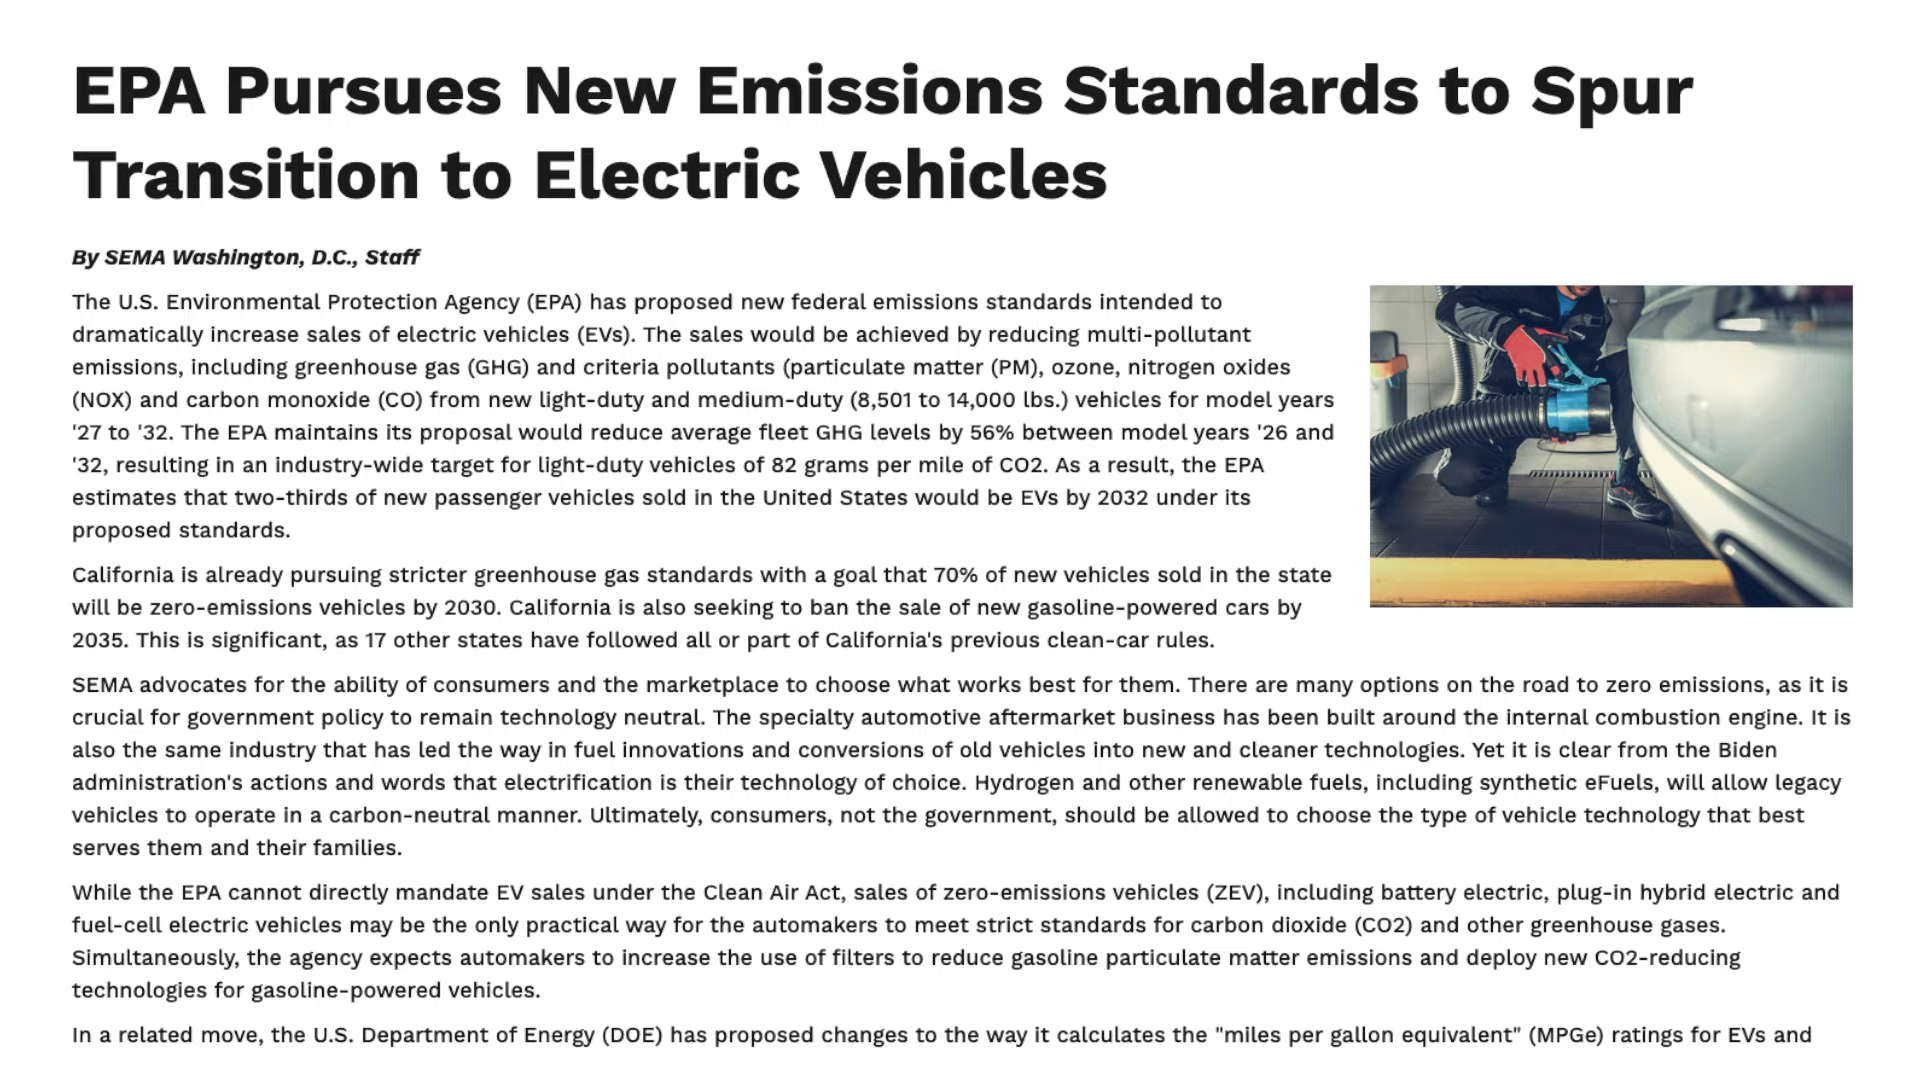 EPA Pursues New Emissions Standards to Spur
Transition to Electric Vehicles
By SEMA Washington, D.C., Staff
The U.S. Environmental Protection Agency (EPA) has proposed new federal emissions standards intended to
dramatically increase sales of electric vehicles (EVs). The sales would be achieved by reducing multi-pollutant
emissions, including greenhouse gas (GHG) and criteria pollutants (particulate matter (PM), ozone, nitrogen oxides
(NOX) and carbon monoxide (CO) from new light-duty and medium-duty (8,501 to 14,000 lbs.) vehicles for model years
'27 to '32. The EPA maintains its proposal would reduce average fleet GHG levels by 56% between model years '26 and
'32, resulting in an industry-wide target for light-duty vehicles of 82 grams per mile of CO2. As a result, the EPA
estimates that two-thirds of new passenger vehicles sold in the United States would be EVs by 2032 under its
proposed standards.
California is already pursuing stricter greenhouse gas standards with a goal that 70% of new vehicles sold in the state
will be zero-emissions vehicles by 2030. California is also seeking to ban the sale of new gasoline-powered cars by
2035. This is significant, as 17 other states have followed all or part of California's previous clean-car rules.
SEMA advocates for the ability of consumers and the marketplace to choose what works best for them. There are many options on the road to zero emissions, as it is
crucial for government policy to remain technology neutral. The specialty automotive aftermarket business has been built around the internal combustion engine. It is
also the same industry that has led the way in fuel innovations and conversions of old vehicles into new and cleaner technologies. Yet it is clear from the Biden
administration's actions and words that electrification is their technology of choice. Hydrogen and other renewable fuels, including synthetic eFuels, will allow legacy
vehicles to operate in a carbon-neutral manner. Ultimately, consumers, not the government, should be allowed to choose the type of vehicle technology that best
serves them and their families.
While the EPA cannot directly mandate EV sales under the Clean Air Act, sales of zero-emissions vehicles (ZEV), including battery electric, plug-in hybrid electric and
fuel-cell electric vehicles may be the only practical way for the automakers to meet strict standards for carbon dioxide (CO2) and other greenhouse gases.
Simultaneously, the agency expects automakers to increase the use of filters to reduce gasoline particulate matter emissions and deploy new CO2-reducing
technologies for gasoline-powered vehicles.
In a related move, the U.S. Department of Energy (DOE) has proposed changes to the way it calculates the "miles per gallon equivalent" (MPGe) ratings for EVs and